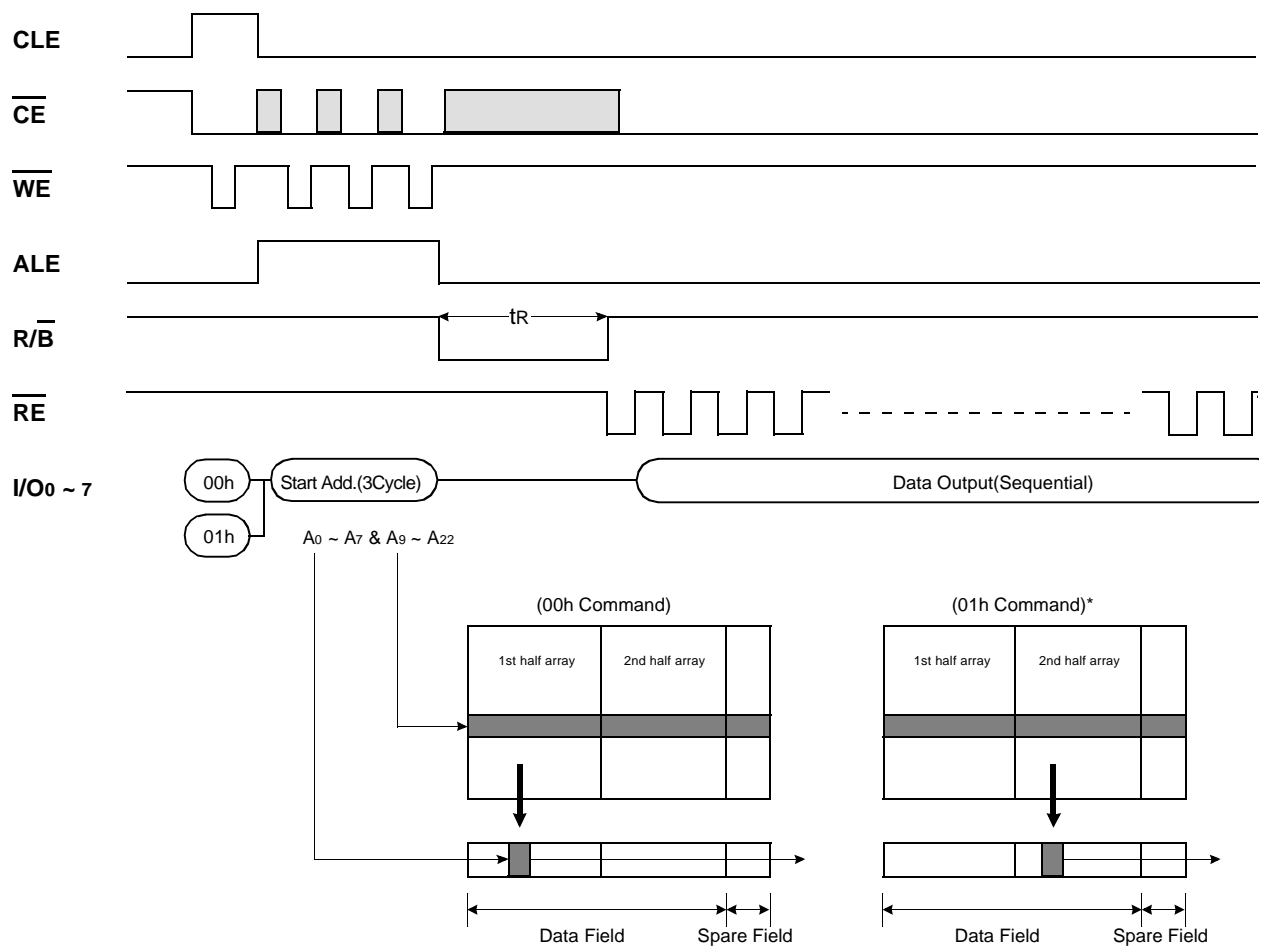 CLE
CE
WE
ALE
R/B
tR
RE
I/O0 ~ 7
00h
Start Add.(3Cycle)
Data Output(Sequential)
01h
A0 ~ A7 & A9 ~ A22
(00h Command)
(01h Command)*
1st half array
2nd half array
1st half array
2nd half array
Data Field
Spare Field
Data Field
Spare Field